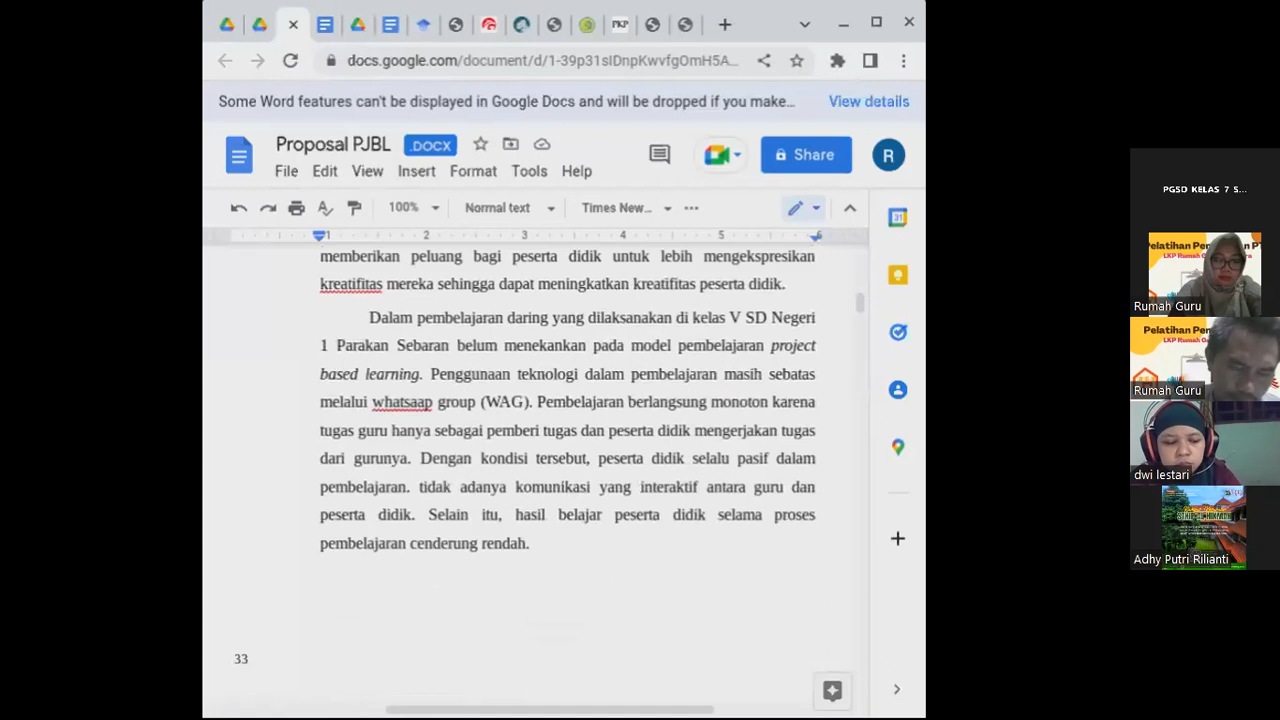 docs.google.com/document/d/1-39p31sIDnpKwvfgOmH5A...
Some Word features can't be displayed in Google Docs and will be dropped if you make...
View details
Proposal PJBL
.DOCX
Share
R
File Edit View Insert Format Tools Help
100% Normal text Times New...
1 2 3 4 5 6
memberikan peluang bagi peserta didik untuk lebih mengekspresikan
kreatifitas mereka sehingga dapat meningkatkan kreatifitas peserta didik.
Dalam pembelajaran daring yang dilaksanakan di kelas V SD Negeri
1 Parakan Sebaran belum menekankan pada model pembelajaran project
based learning. Penggunaan teknologi dalam pembelajaran masih sebatas
melalui whatsaap group (WAG). Pembelajaran berlangsung monoton karena
tugas guru hanya sebagai pemberi tugas dan peserta didik mengerjakan tugas
dari gurunya. Dengan kondisi tersebut, peserta didik selalu pasif dalam
pembelajaran. tidak adanya komunikasi yang interaktif antara guru dan
peserta didik. Selain itu, hasil belajar peserta didik selama proses
pembelajaran cenderung rendah.
33
PGSD KELAS 7 S...
Rumah Guru
Rumah Guru
dwi lestari
Adhy Putri Rilianti